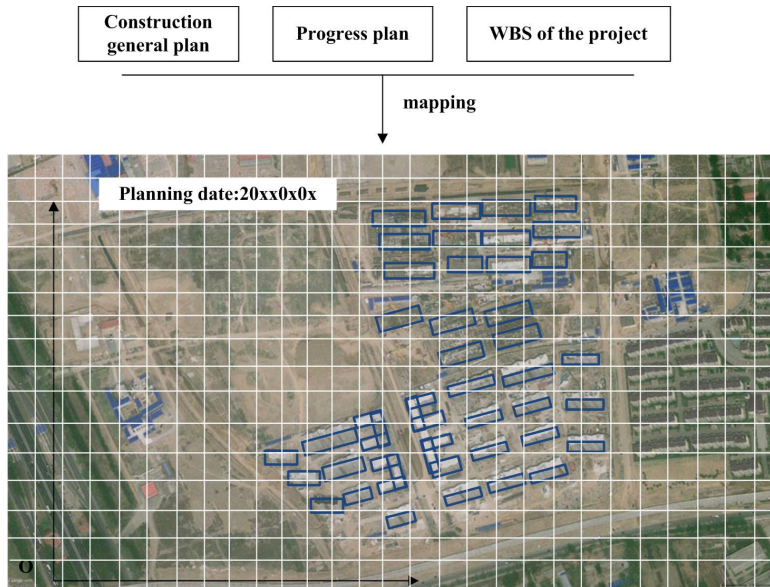 Construction
general plan
Progress plan
WBS of the project
mapping
Planning date:20xx0x0x
O